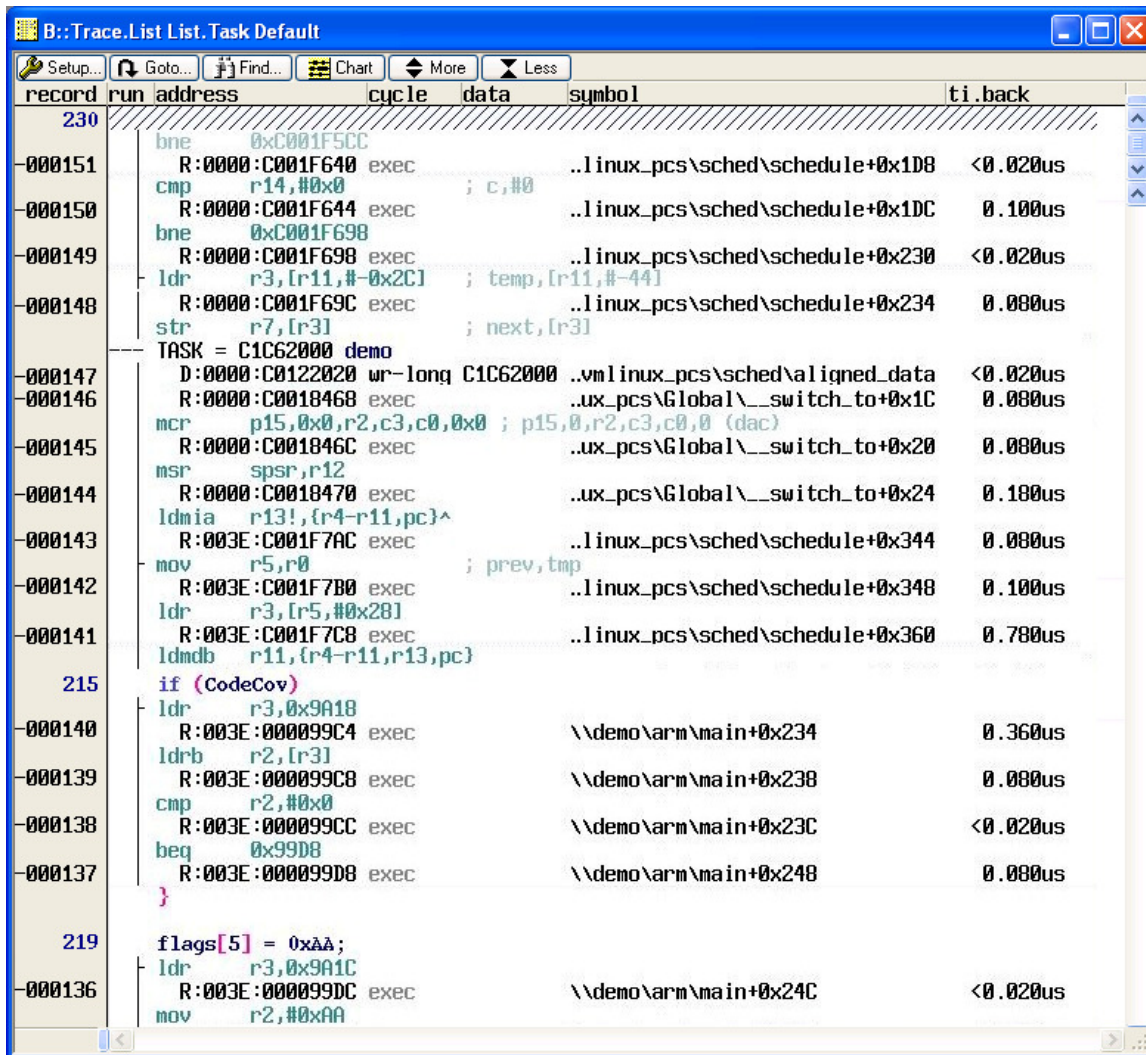 B::Trace.List List.Task Default
Setup... Goto... Find... Chart More Less
record run address cycle data symbol ti.back
230
bne 0xC001F5CC
-000151 R:0000:C001F640 exec ..linux_pcs\sched\schedule+0x1D8 <0.020us
cmp r14,#0x0 ; c,#0
-000150 R:0000:C001F644 exec ..linux_pcs\sched\schedule+0x1DC 0.100us
bne 0xC001F698
-000149 R:0000:C001F698 exec ..linux_pcs\sched\schedule+0x230 <0.020us
ldr r3,[r11,#-0x2C] ; temp,[r11,#-44]
-000148 R:0000:C001F69C exec ..linux_pcs\sched\schedule+0x234 0.080us
str r7,[r3] ; next,[r3]
--- TASK = C1C62000 demo
-000147 D:0000:C0122020 wr-long C1C62000 ..vmlinux_pcs\sched\aligned_data <0.020us
-000146 R:0000:C0018468 exec ..ux_pcs\Global\__switch_to+0x1C 0.080us
mcr p15,0x0,r2,c3,c0,0x0 ; p15,0,r2,c3,c0,0 (dac)
-000145 R:0000:C001846C exec ..ux_pcs\Global\__switch_to+0x20 0.080us
msr spsr,r12
-000144 R:0000:C0018470 exec ..ux_pcs\Global\__switch_to+0x24 0.180us
ldmia r13!,{r4-r11,pc}^
-000143 R:003E:C001F7AC exec ..linux_pcs\sched\schedule+0x344 0.080us
mov r5,r0 ; prev,tmp
-000142 R:003E:C001F7B0 exec ..linux_pcs\sched\schedule+0x348 0.100us
ldr r3,[r5,#0x28]
-000141 R:003E:C001F7C8 exec ..linux_pcs\sched\schedule+0x360 0.780us
ldmdb r11,{r4-r11,r13,pc}
215 if (CodeCov)
ldr r3,0x9A18
-000140 R:003E:000099C4 exec \\demo\arm\main+0x234 0.360us
ldrb r2,[r3]
-000139 R:003E:000099C8 exec \\demo\arm\main+0x238 0.080us
cmp r2,#0x0
-000138 R:003E:000099CC exec \\demo\arm\main+0x23C <0.020us
beq 0x99D8
-000137 R:003E:000099D8 exec \\demo\arm\main+0x248 0.080us
}
219 flags[5] = 0xAA;
ldr r3,0x9A1C
-000136 R:003E:000099DC exec \\demo\arm\main+0x24C <0.020us
mov r2,#0xAA